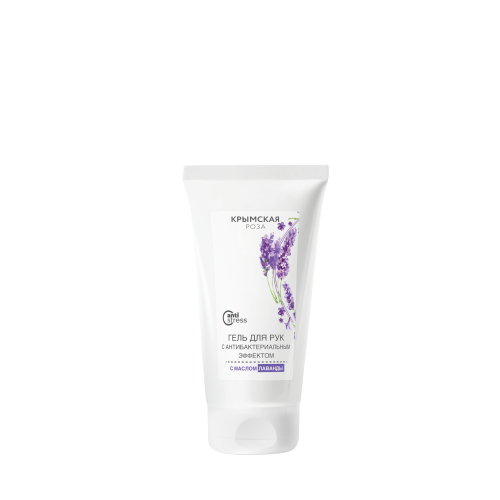 КРЫМСКАЯ
РОЗА
anti
stress
ГЕЛЬ ДЛЯ РУК
С АНТИБАКТЕРИАЛЬНЫМ
ЭФФЕКТОМ
С МАСЛОМ ЛАВАНДЫ